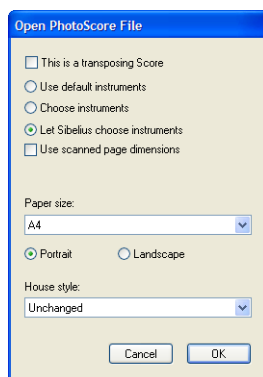 Open PhotoScore File
This is a transposing Score
Use default instruments
Choose instruments
Let Sibelius choose instruments
Use scanned page dimensions
Paper size:
A4
Portrait Landscape
House style:
Unchanged
Cancel OK